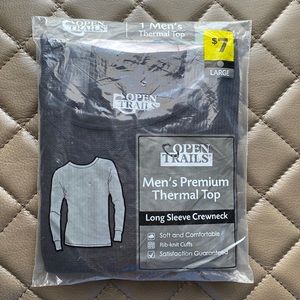 OPEN
TRAILS
1 Men's
Thermal Top
$7
LARGE
OPEN
TRAILS
OPEN
TRAILS
Men's Premium
Thermal Top
Long Sleeve Crewneck
Soft and Comfortable
Rib-knit Cuffs
Satisfaction Guaranteed